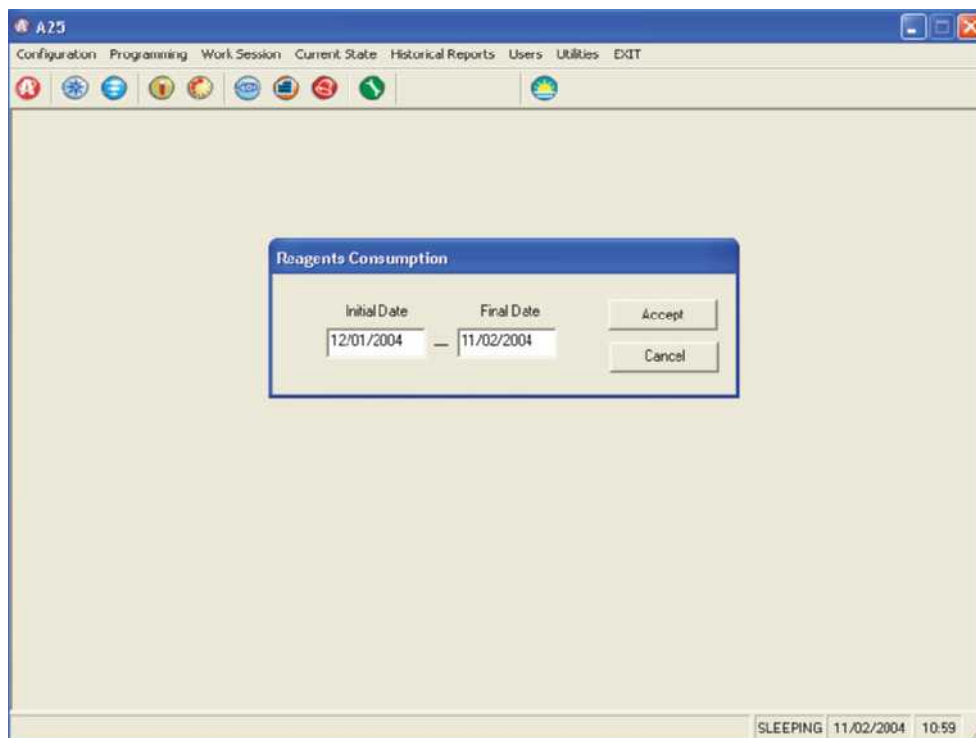 A25
Configuration Programming Work Session Current State Historical Reports Users Utilities EXIT
Reagents Consumption
Initial Date Final Date
Accept
12/01/2004 — 11/02/2004
Cancel
SLEEPING 11/02/2004 10:59